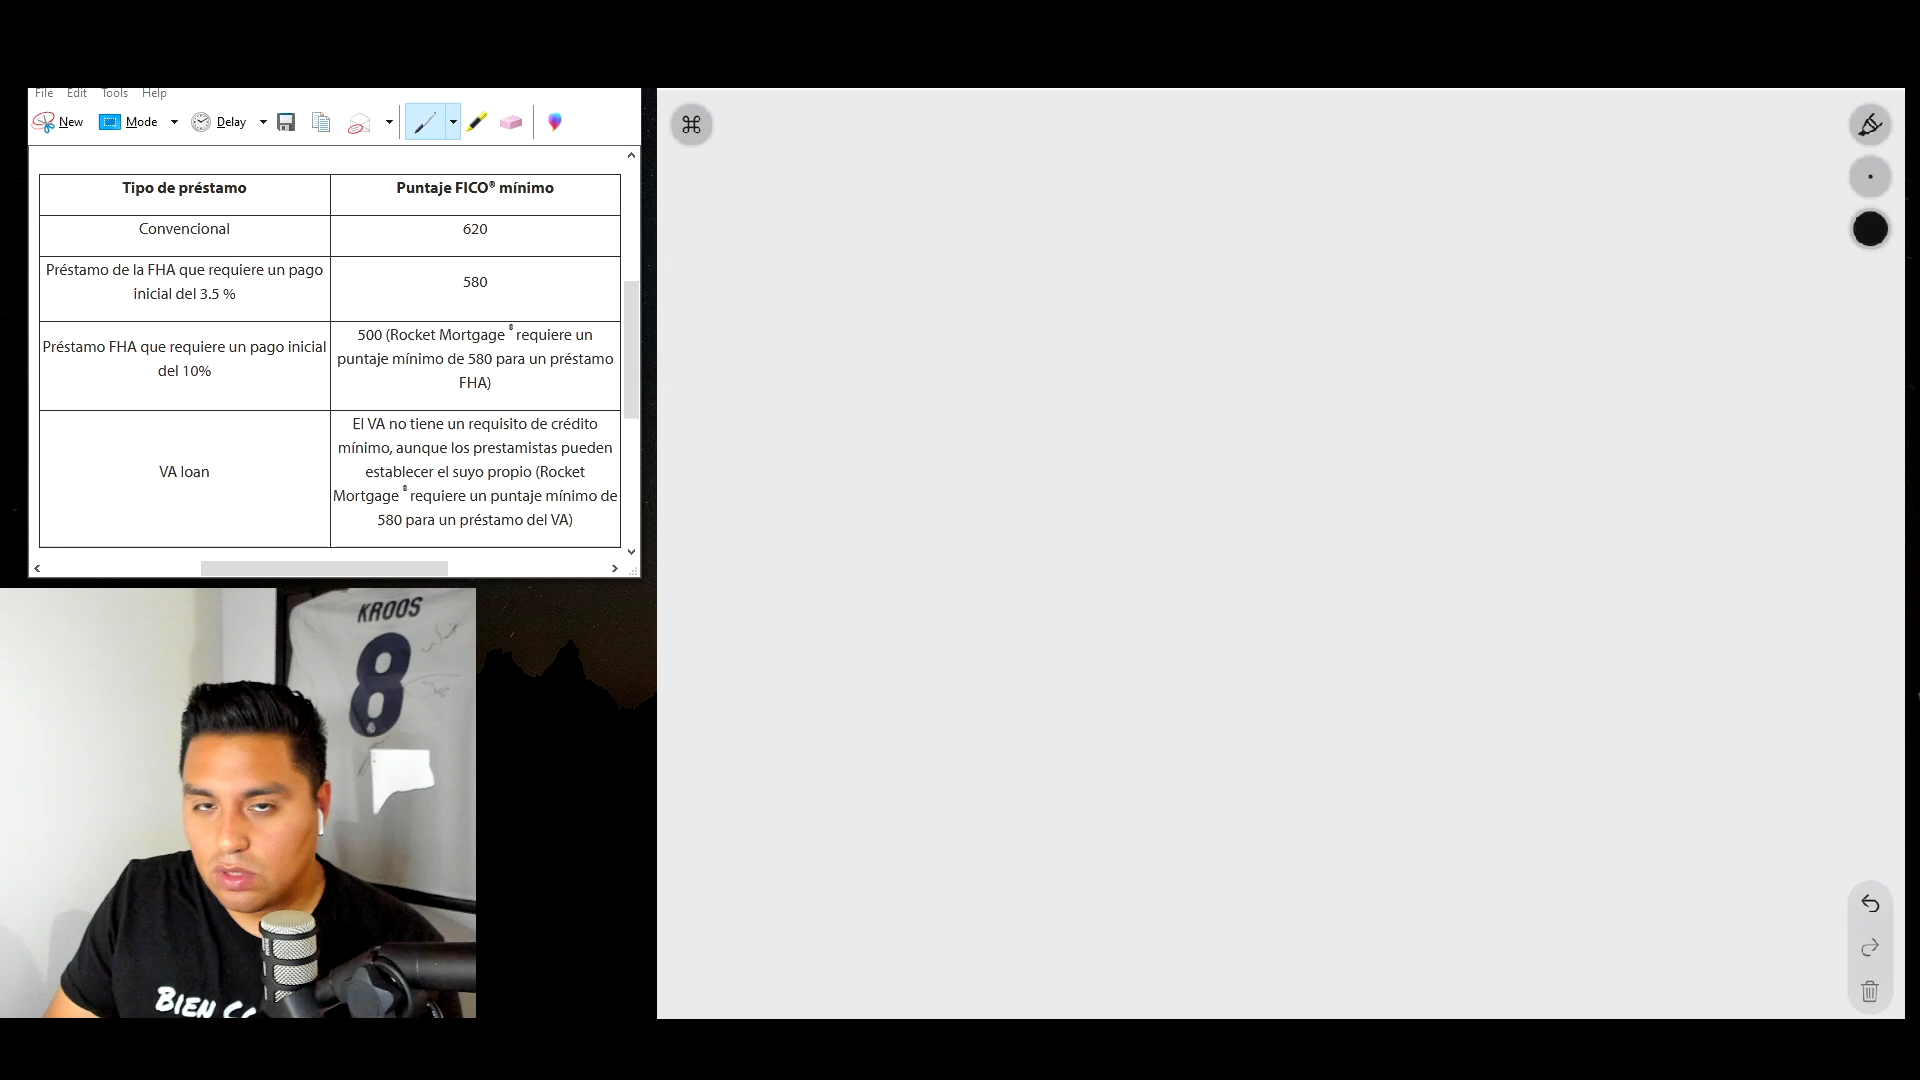 File Edit Tools Help
New Mode Delay
Tipo de préstamo
Puntaje FICO® mínimo
Convencional
620
Préstamo de la FHA que requiere un pago
inicial del 3.5 %
580
Préstamo FHA que requiere un pago inicial
del 10%
500 (Rocket Mortgage ® requiere un
puntaje mínimo de 580 para un préstamo
FHA)
VA loan
El VA no tiene un requisito de crédito
mínimo, aunque los prestamistas pueden
establecer el suyo propio (Rocket
Mortgage ® requiere un puntaje mínimo de
580 para un préstamo del VA)
KROOS
8
BIEN